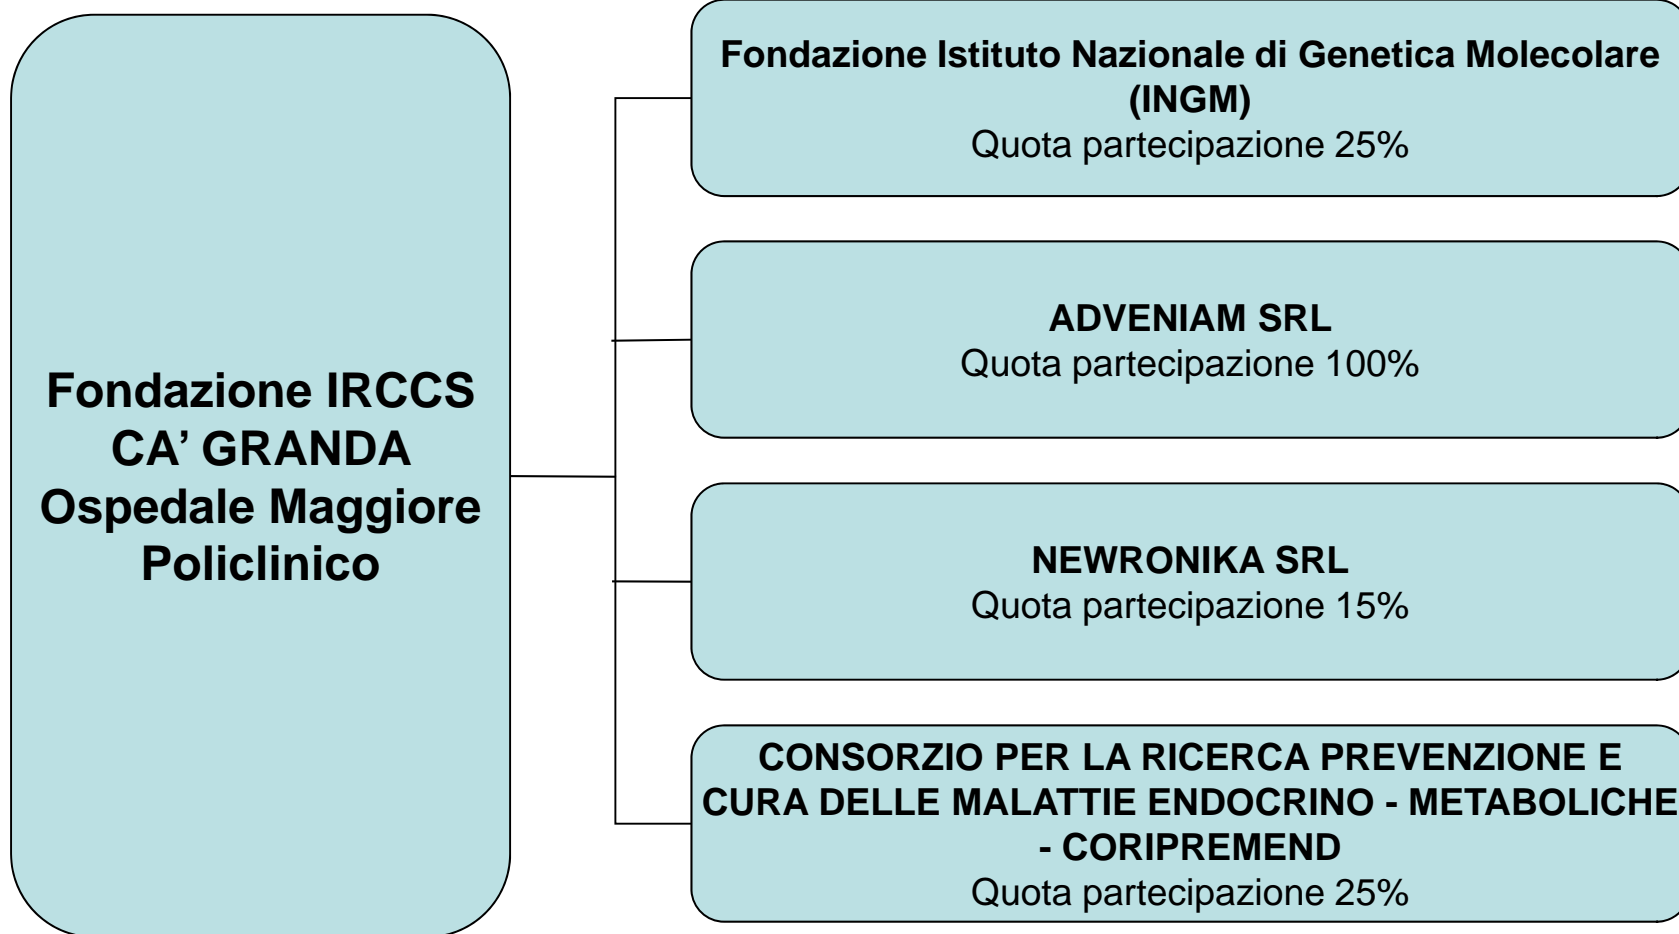 Fondazione IRCCS
CA’ GRANDA
Ospedale Maggiore
Policlinico
Fondazione Istituto Nazionale di Genetica Molecolare
(INGM)
Quota partecipazione 25%
ADVENIAM SRL
Quota partecipazione 100%
NEWRONIKA SRL
Quota partecipazione 15%
CONSORZIO PER LA RICERCA PREVENZIONE E
CURA DELLE MALATTIE ENDOCRINO - METABOLICHE
- CORIPREMEND
Quota partecipazione 25%